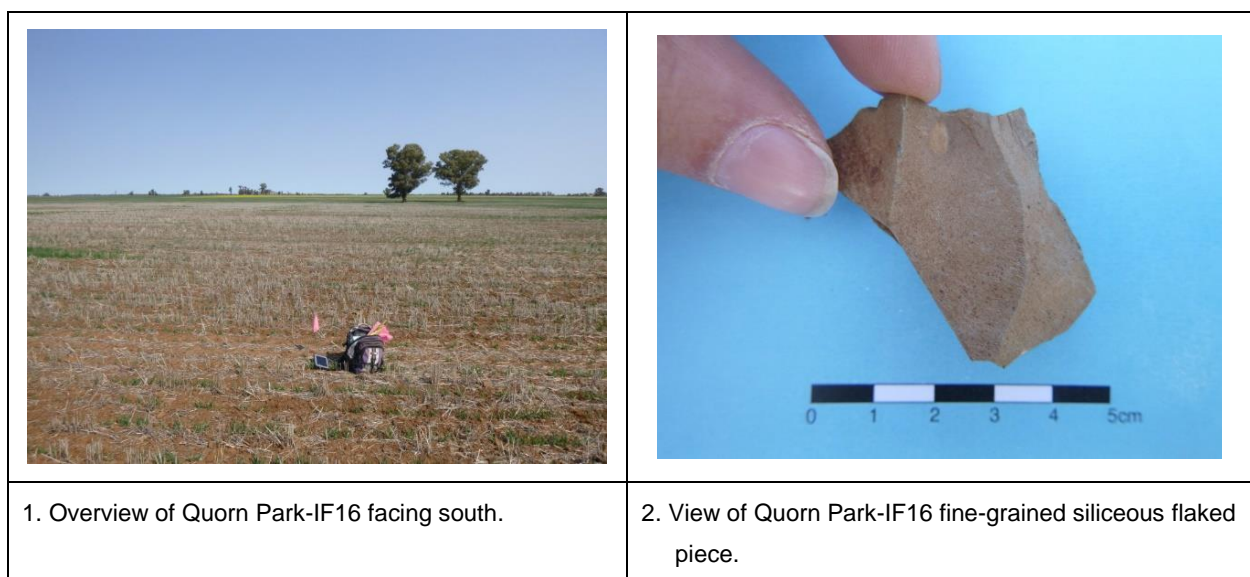 0 1 2 3 4 5cm
1. Overview of Quorn Park-IF16 facing south.
2. View of Quorn Park-IF16 fine-grained siliceous flaked
piece.